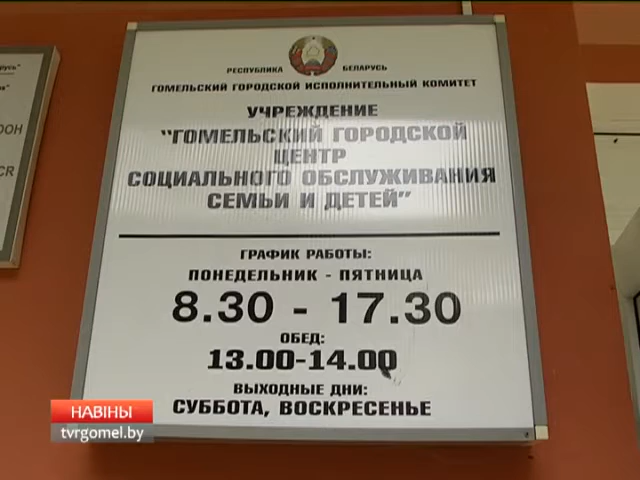 РЕСПУБЛИКА БЕЛАРУСЬ
ГОМЕЛЬСКИЙ ГОРОДСКОЙ ИСПОЛНИТЕЛЬНЫЙ КОМИТЕТ
УЧРЕЖДЕНИЕ
"ГОМЕЛЬСКИЙ ГОРОДСКОЙ
ЦЕНТР
СОЦИАЛЬНОГО ОБСЛУЖИВАНИЯ
СЕМЬИ И ДЕТЕЙ"
ГРАФИК РАБОТЫ:
ПОНЕДЕЛЬНИК - ПЯТНИЦА
8.30 - 17.30
ОБЕД:
13.00-14.00
ВЫХОДНЫЕ ДНИ:
СУББОТА, ВОСКРЕСЕНЬЕ
НАВІНЫ
tvrgomel.by